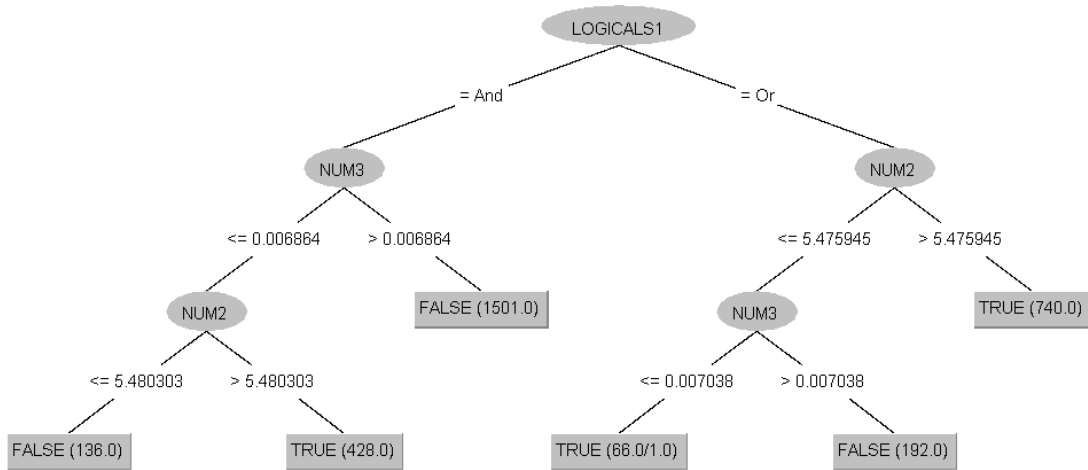 LOGICALS1
= And
= Or
NUM3
NUM2
<= 0.006864
> 0.006864
<= 5.475945
> 5.475945
NUM2
FALSE (1501.0)
NUM3
TRUE (740.0)
<= 5.480303
> 5.480303
<= 0.007038
> 0.007038
FALSE (136.0)
TRUE (428.0)
TRUE (66.0/1.0)
FALSE (192.0)